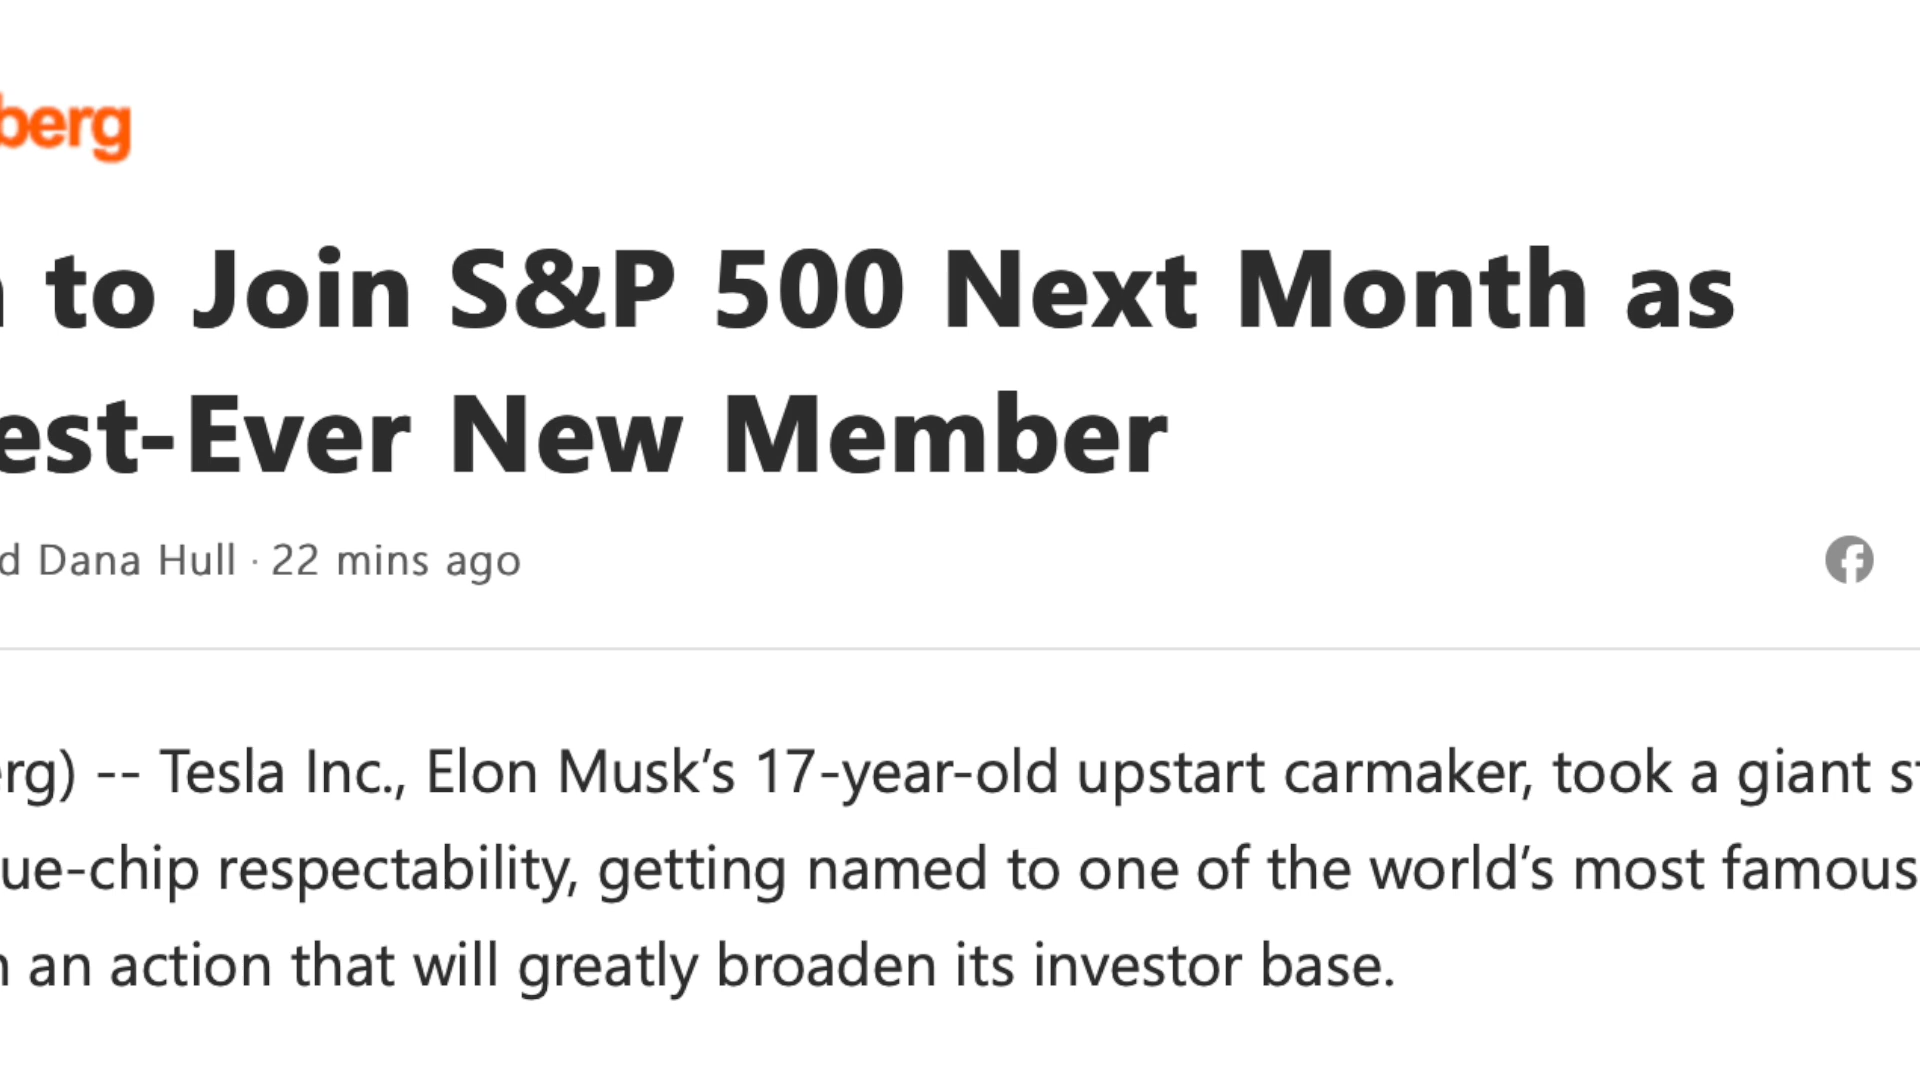 berg
to Join S&P 500 Next Month as
est-Ever New Member
d Dana Hull · 22 mins ago
erg) -- Tesla Inc., Elon Musk’s 17-year-old upstart carmaker, took a giant st
ue-chip respectability, getting named to one of the world’s most famous
an action that will greatly broaden its investor base.